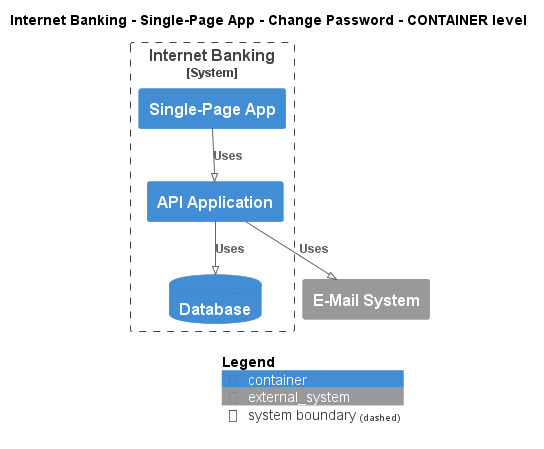 Internet Banking - Single-Page App - Change Password - CONTAINER level
Internet Banking
[System]
Single-Page App
Uses
API Application
Uses
Uses
Database
E-Mail System
Legend
container
external_system
system boundary (dashed)